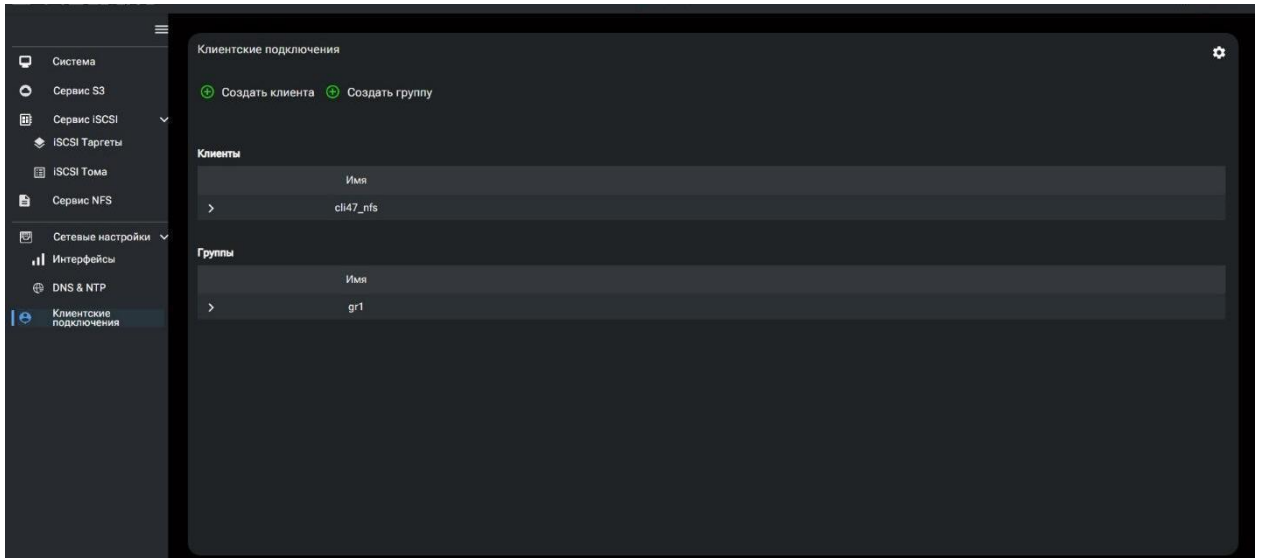 Клиентские подключения
Система
Сервис S3
Создать клиента Создать группу
Сервис iSCSI
iSCSI Таргеты
Клиенты
iSCSI Тома
Имя
Сервис NFS
cli47_nfs
Сетевые настройки
Группы
Интерфейсы
Имя
DNS & NTP
gr1
Клиентские
подключения